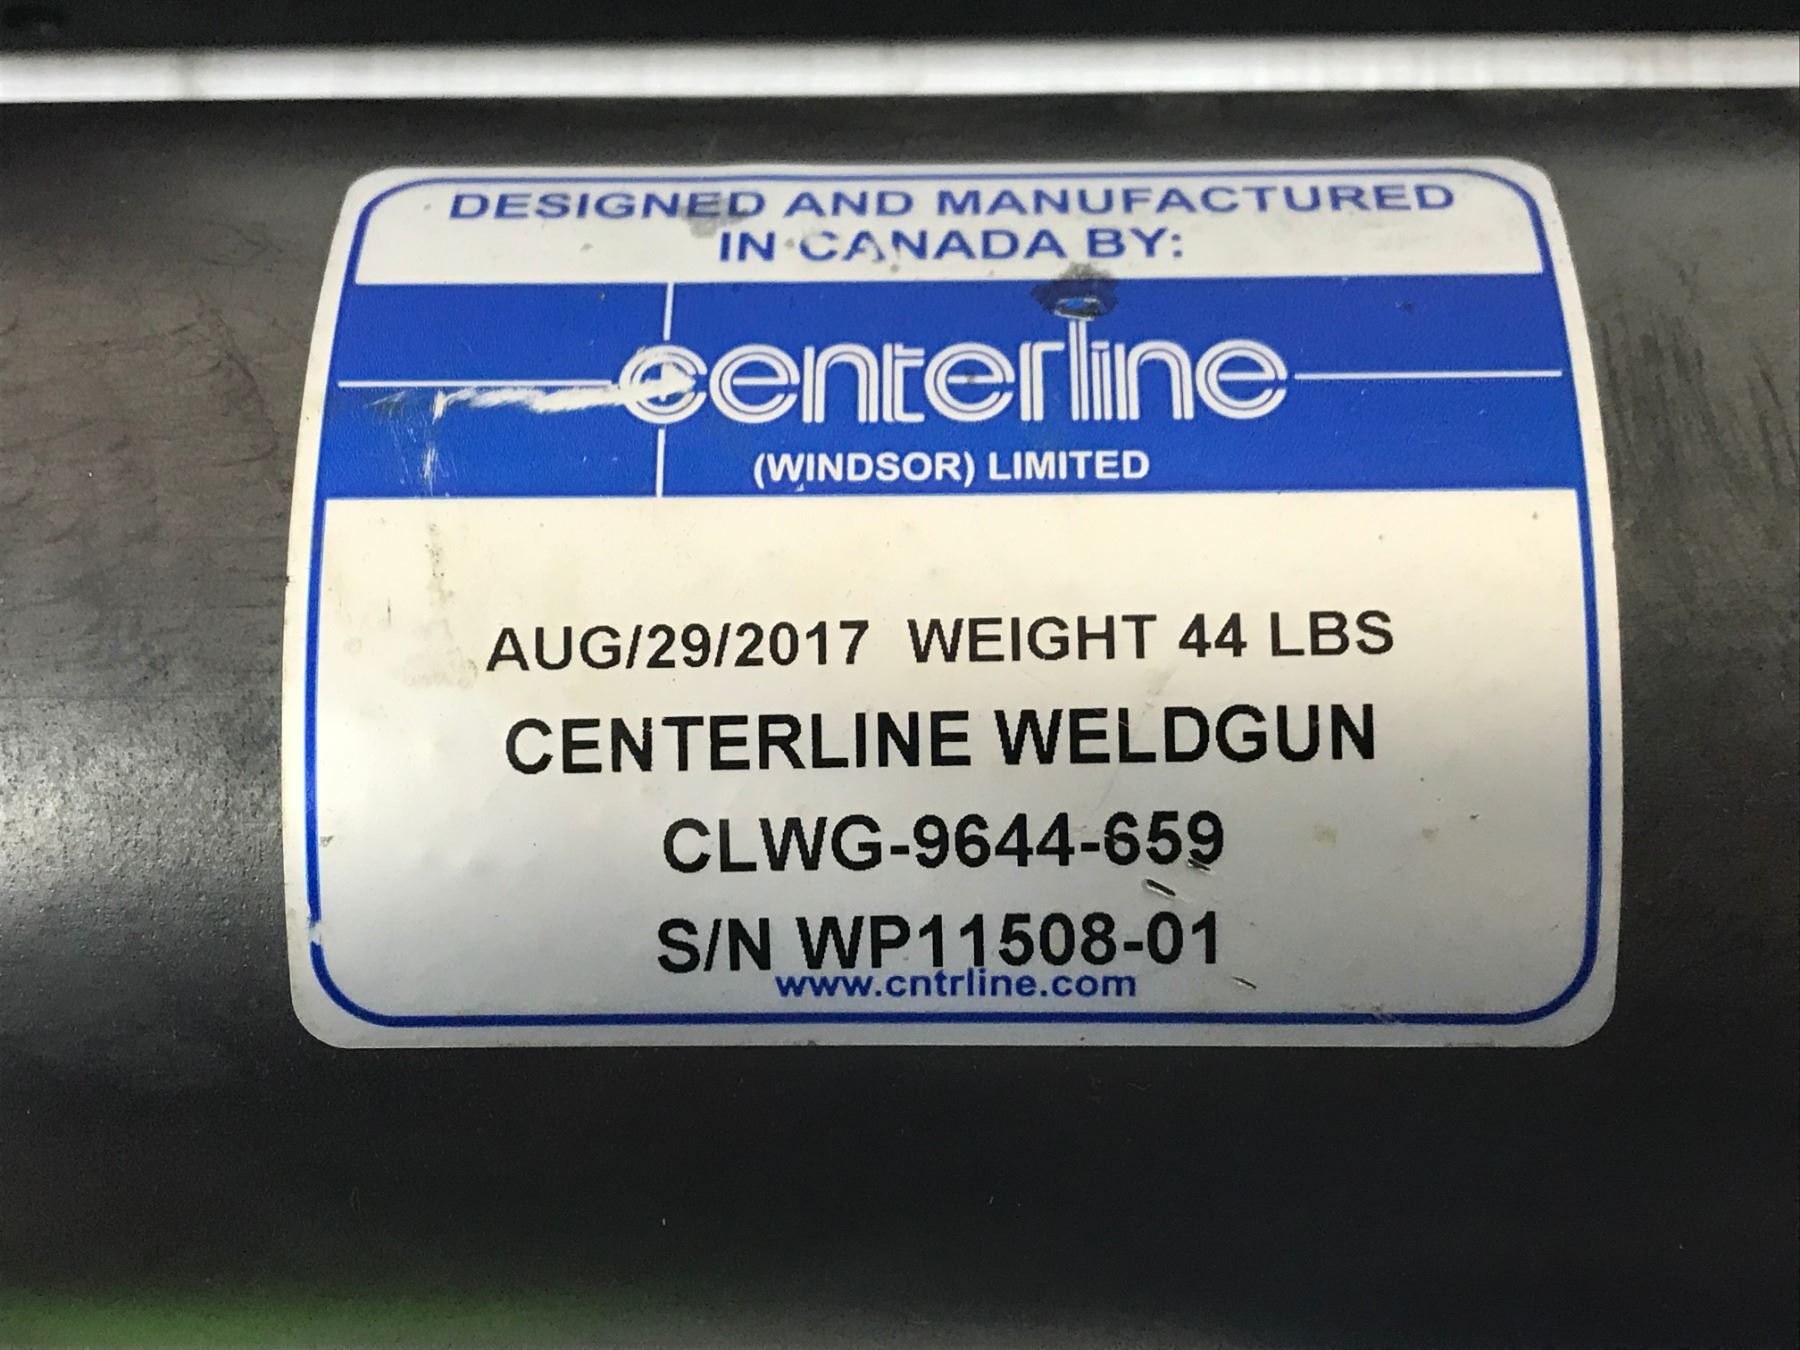 DESIGNED AND MANUFACTURED
IN CANADA BY:
centerline
(WINDSOR) LIMITED
AUG/29/2017 WEIGHT 44 LBS
CENTERLINE WELDGUN
CLWG-9644-659
S/N WP11508-01
www.cntrline.com